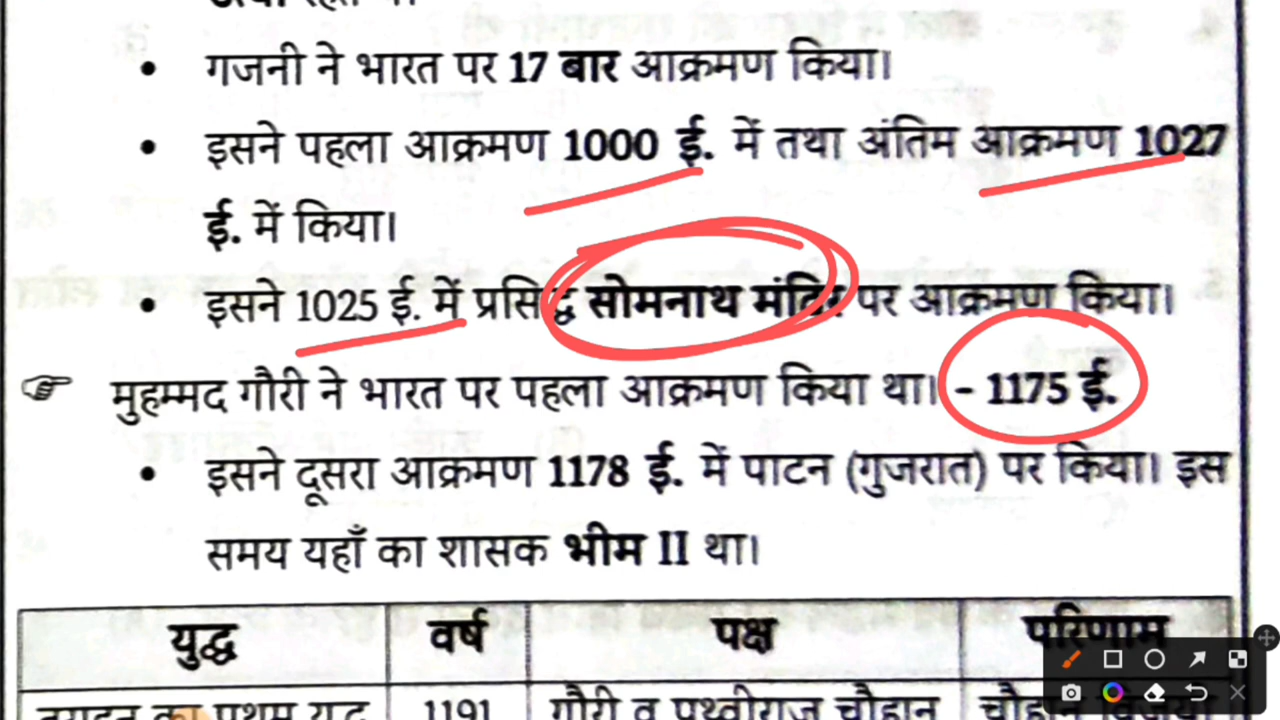 गजनी ने भारत पर 17 बार आक्रमण किया।
इसने पहला आक्रमण 1000 ई. में तथा अंतिम आक्रमण 1027
ई. में किया।
इसने 1025 ई. में प्रसिद्ध सोमनाथ मंदिर पर आक्रमण किया।
मुहम्मद गौरी ने भारत पर पहला आक्रमण किया था। - 1175 ई.
इसने दूसरा आक्रमण 1178 ई. में पाटन (गुजरात) पर किया। इस
समय यहाँ का शासक भीम II था।
युद्ध वर्ष पक्ष परिणाम
का प्रथम युद्ध 1191 गौरी व पृथ्वीराज चौहान चौहान